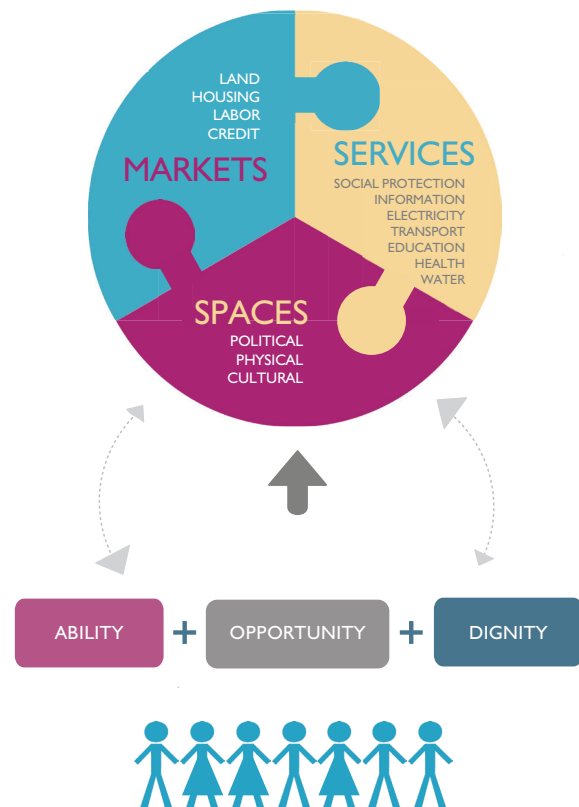 LAND
HOUSING
LABOR
CREDIT
MARKETS
SERVICES
SOCIAL PROTECTION
INFORMATION
ELECTRICITY
TRANSPORT
EDUCATION
HEALTH
WATER
SPACES
POLITICAL
PHYSICAL
CULTURAL
ABILITY + OPPORTUNITY + DIGNITY